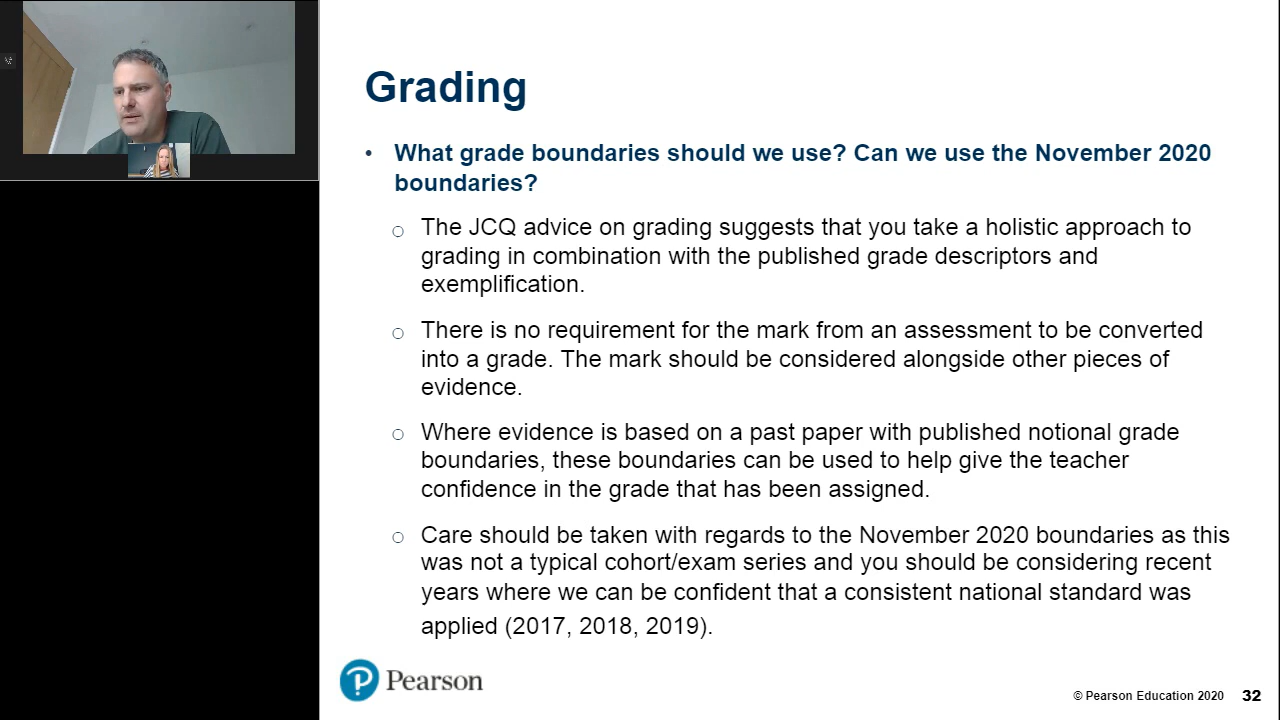 Grading
• What grade boundaries should we use? Can we use the November 2020
boundaries?
○ The JCQ advice on grading suggests that you take a holistic approach to
grading in combination with the published grade descriptors and
exemplification.
○ There is no requirement for the mark from an assessment to be converted
into a grade. The mark should be considered alongside other pieces of
evidence.
○ Where evidence is based on a past paper with published notional grade
boundaries, these boundaries can be used to help give the teacher
confidence in the grade that has been assigned.
○ Care should be taken with regards to the November 2020 boundaries as this
was not a typical cohort/exam series and you should be considering recent
years where we can be confident that a consistent national standard was
applied (2017, 2018, 2019).
Pearson
© Pearson Education 2020 32